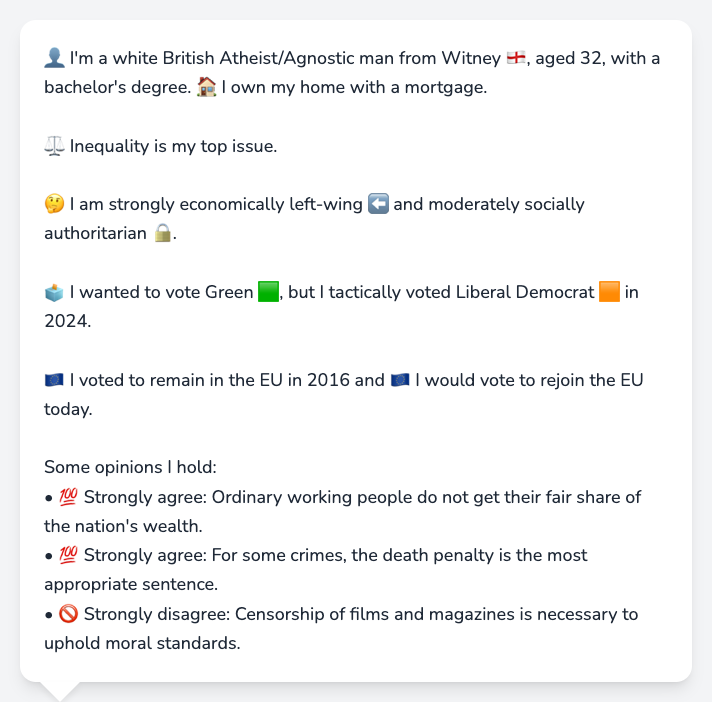 👤 I'm a white British Atheist/Agnostic man from Witney 🏴󠁧󠁢󠁥󠁮󠁧󠁿, aged 32, with a
bachelor's degree. 🏠 I own my home with a mortgage.
⚖️ Inequality is my top issue.
🤔 I am strongly economically left-wing ⬅️ and moderately socially
authoritarian 🔒.
🗳️ I wanted to vote Green 🟩, but I tactically voted Liberal Democrat 🟧 in
2024.
🇪🇺 I voted to remain in the EU in 2016 and 🇪🇺 I would vote to rejoin the EU
today.
Some opinions I hold:
• 💯 Strongly agree: Ordinary working people do not get their fair share of
the nation's wealth.
• 💯 Strongly agree: For some crimes, the death penalty is the most
appropriate sentence.
• 🚫 Strongly disagree: Censorship of films and magazines is necessary to
uphold moral standards.